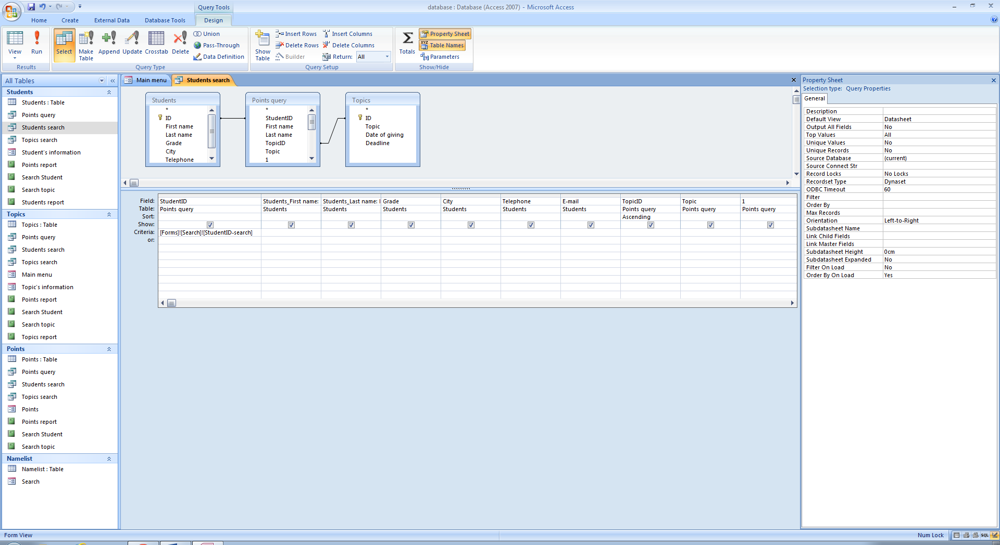 Query Tools
database : Database (Access 2007) - Microsoft Access
Home Create External Data Database Tools Design
View Run
Results
Select Make Table Append Update Crosstab Delete
Union
Pass-Through
Data Definition
Query Type
Show Table
Insert Rows
Delete Rows
Builder
Insert Columns
Delete Columns
Return: All
Query Setup
Totals
Property Sheet
XYZ Table Names
Parameters
Show/Hide
All Tables
Students
Students : Table
Points query
Students search
Topics search
Student's information
Points report
Search Student
Search topic
Students report
Topics
Topics : Table
Points query
Students search
Topics search
Main menu
Topic's information
Points report
Search Student
Search topic
Topics report
Points
Points : Table
Points query
Students search
Topics search
Points
Points report
Search Student
Search topic
Namelist
Namelist : Table
Search
Main menu
Students search
Students
*
ID
First name
Last name
Grade
City
Telephone
Points query
*
StudentID
First name
Last name
TopicID
Topic
1
Topics
*
ID
Topic
Date of giving
Deadline
Field: StudentID Students_First name: Students_Last name: Grade City Telephone E-mail TopicID Topic 1
Table: Points query Students Students Students Students Students Students Points query Points query Points query
Sort: Ascending
Show:
Criteria: [Forms]![Search]![StudentID-search]
or:
Property Sheet
Selection type: Query Properties
General
Description
Default View Datasheet
Output All Fields No
Top Values All
Unique Values No
Unique Records No
Source Database (current)
Source Connect Str
Record Locks No Locks
Recordset Type Dynaset
ODBC Timeout 60
Filter
Order By
Max Records
Orientation Left-to-Right
Subdatasheet Name
Link Child Fields
Link Master Fields
Subdatasheet Height 0cm
Subdatasheet Expanded No
Filter On Load No
Order By On Load Yes
Form View
Num Lock
SQL